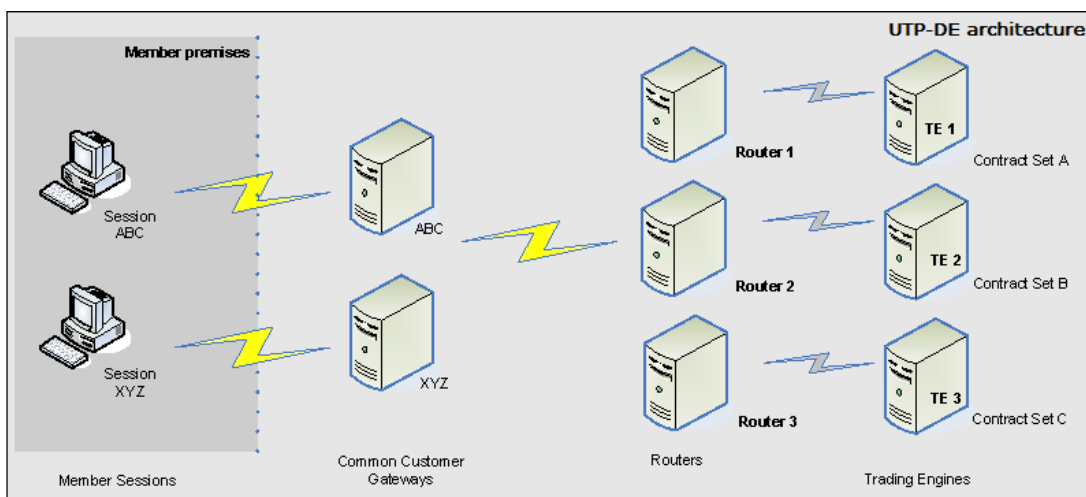 UTP-DE architecture
Member premises
Session
ABC
ABC
Session
XYZ
XYZ
Router 1
TE 1
Contract Set A
Router 2
TE 2
Contract Set B
Router 3
TE 3
Contract Set C
Member Sessions
Common Customer
Gateways
Routers
Trading Engines